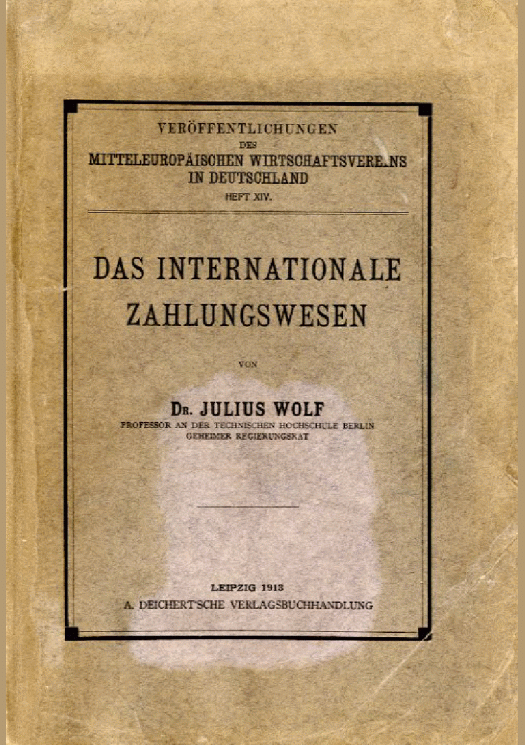 VERÖFFENTLICHUNGEN
DES
MITTELEUROPÄISCHEN WIRTSCHAFTSVEREINS
IN DEUTSCHLAND
HEFT XIV.
DAS INTERNATIONALE
ZAHLUNGSWESEN
VON
DR. JULIUS WOLF
PROFESSOR AN DER TECHNISCHEN HOCHSCHULE BERLIN
GEHEIMER REGIERUNGSRAT
LEIPZIG 1913
A. DEICHERT'SCHE VERLAGSBUCHHANDLUNG